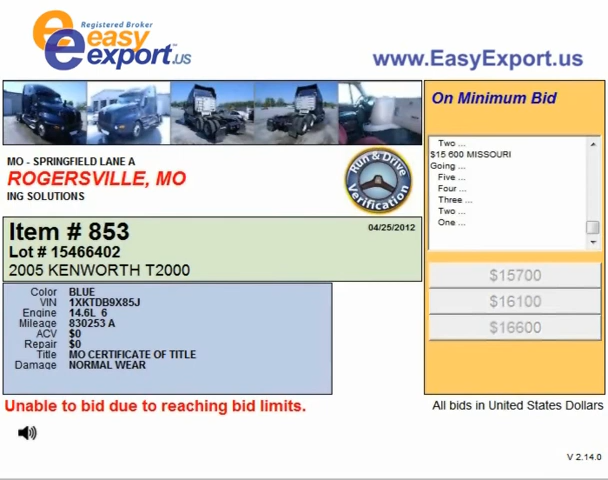 Registered Broker
easy
export.us
www.EasyExport.us
On Minimum Bid
Two ...
$15 600 MISSOURI
Going ...
Five ...
Four ...
Three ...
Two ...
One ...
MO - SPRINGFIELD LANE A
ROGERSVILLE, MO
ING SOLUTIONS
Run & Drive
Verification
Item # 853
04/25/2012
Lot # 15466402
2005 KENWORTH T2000
$15700
$16100
$16600
Color BLUE
VIN 1XKTDB9X85J
Engine 14.6L 6
Mileage 830253 A
ACV $0
Repair $0
Title MO CERTIFICATE OF TITLE
Damage NORMAL WEAR
Unable to bid due to reaching bid limits.
All bids in United States Dollars
V 2.14.0